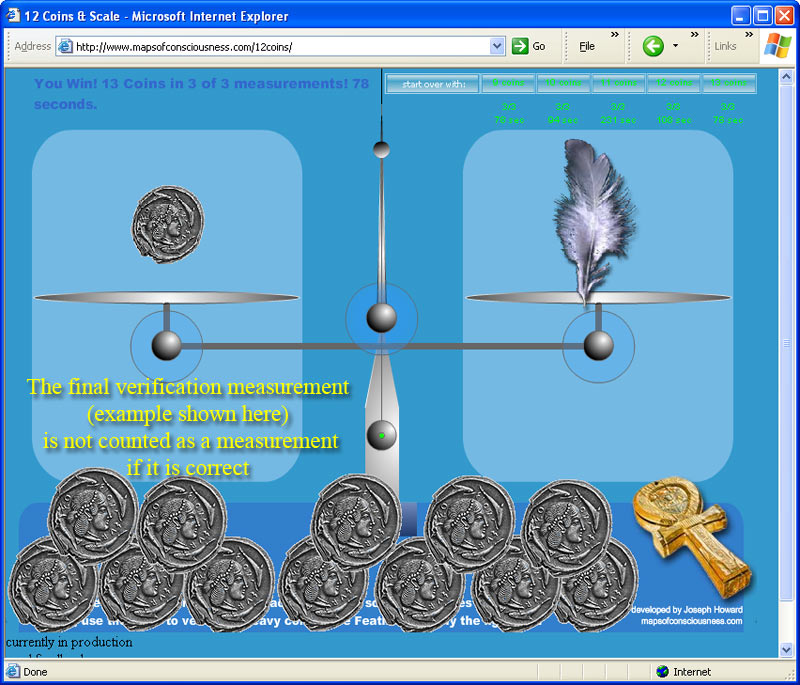 12 Coins & Scale - Microsoft Internet Explorer
Address http://www.mapsofconsciousness.com/12coins/ Go File Links
You Win! 13 Coins in 3 of 3 measurements! 78
seconds.
start over with:
3/3 3/3 3/3 3/3 3/3
78 sec 94 sec 231 sec 108 sec 78 sec
The final verification measurement
(example shown here)
is not counted as a measurement
if it is correct
developed by Joseph Howard
mapsofconsciousness.com
currently in production
Done Internet